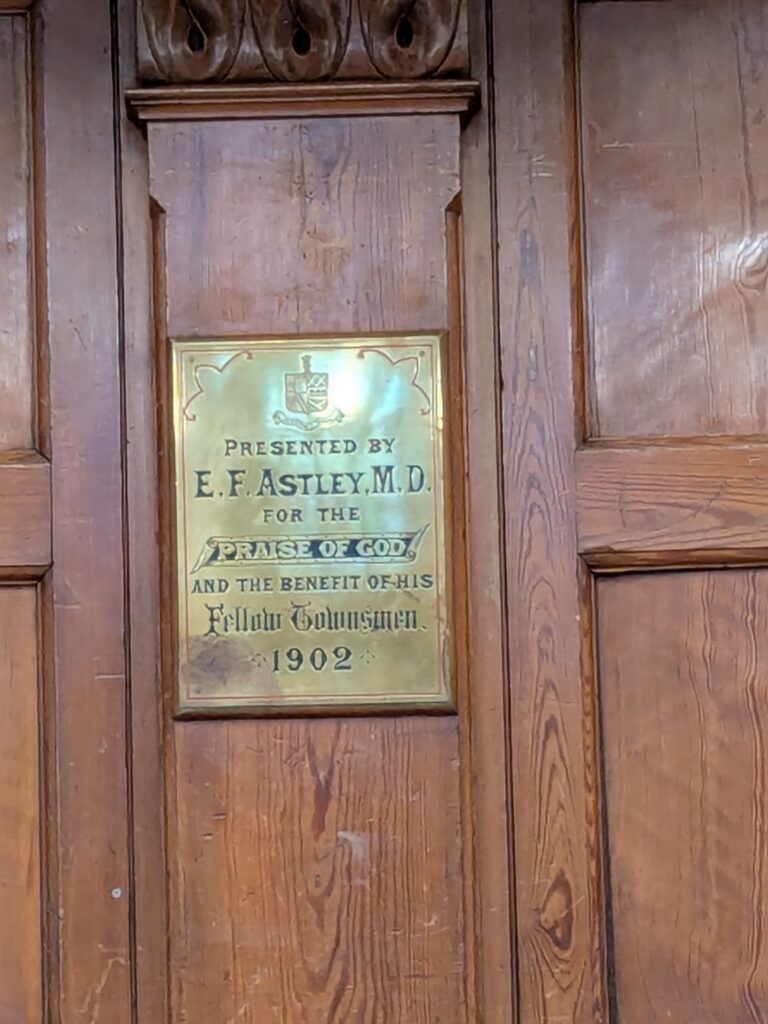 PRESENTED BY
E. F. ASTLEY, M. D.
FOR THE
PRAISE OF GOD
AND THE BENEFIT OF HIS
Fellow Townsmen.
1902